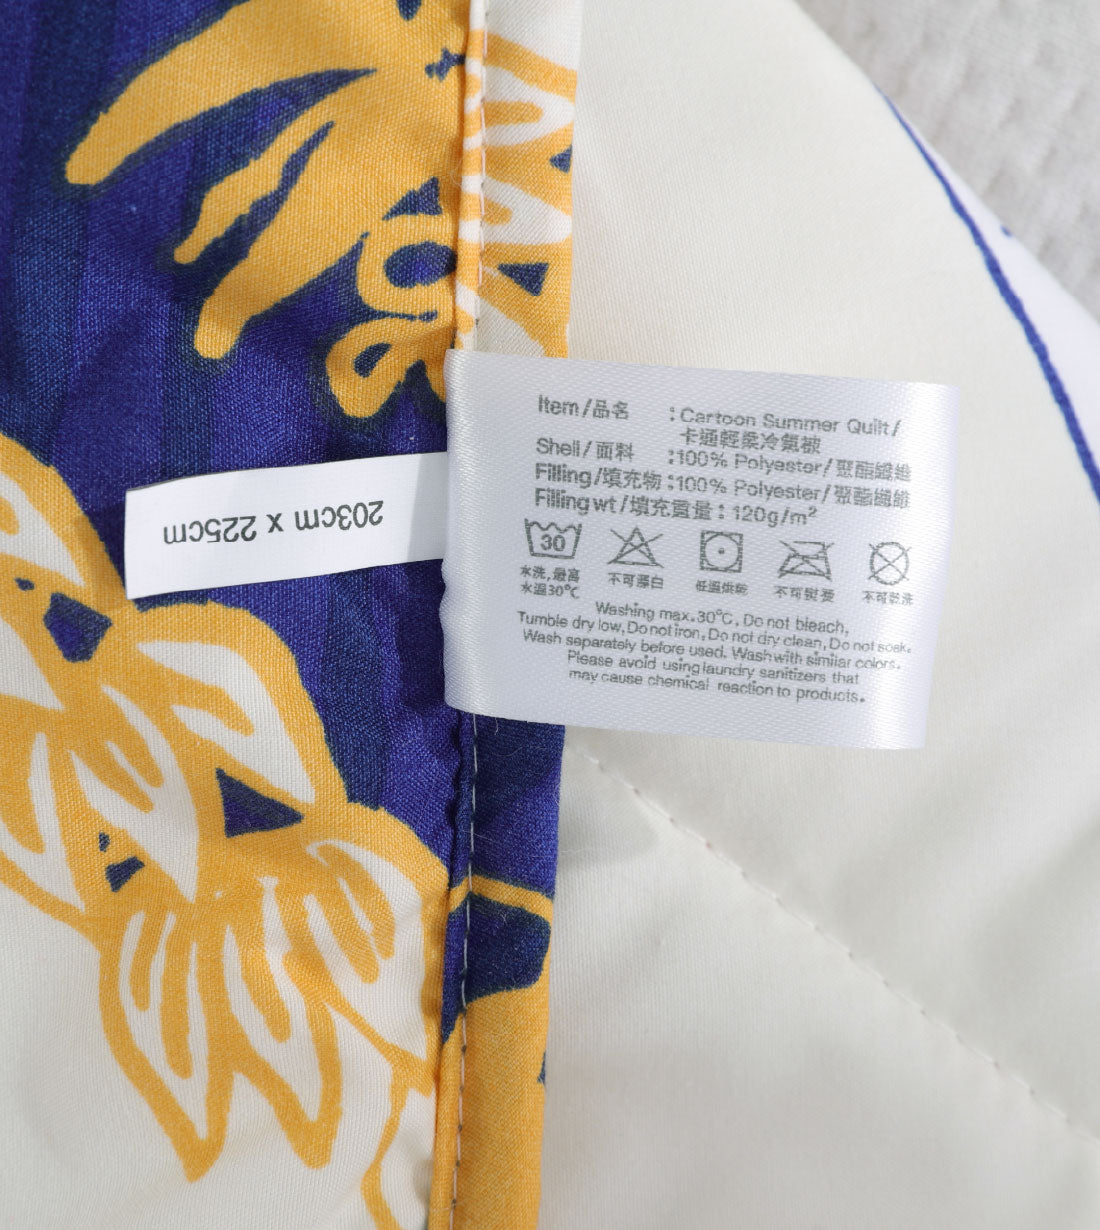 203cm x 225cm
Item/品名 :Cartoon Summer Quilt/
卡通輕柔冷氣被
Shell/面料 :100% Polyester/聚酯纖維
Filling/填充物:100% Polyester/聚酯纖維
Filling wt/填充重量: 120g/m²
30
水洗,最高
水溫30℃
不可漂白
低溫烘乾
不可熨燙
不可乾洗
Washing max.30℃, Do not bleach,
Tumble dry low, Do not iron, Do not dry clean, Do not soak.
Wash separately before used. Wash with similar colors.
Please avoid using laundry sanitizers that
may cause chemical reaction to products.